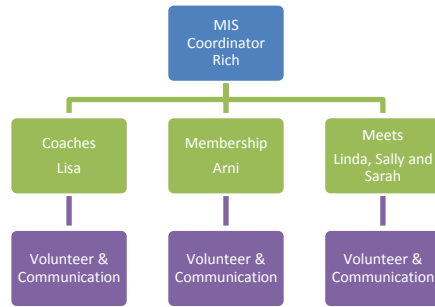 MIS
Coordinator
Rich
Coaches
Lisa
Membership
Arni
Meets
Linda, Sally and
Sarah
Volunteer &
Communication
Volunteer &
Communication
Volunteer &
Communication